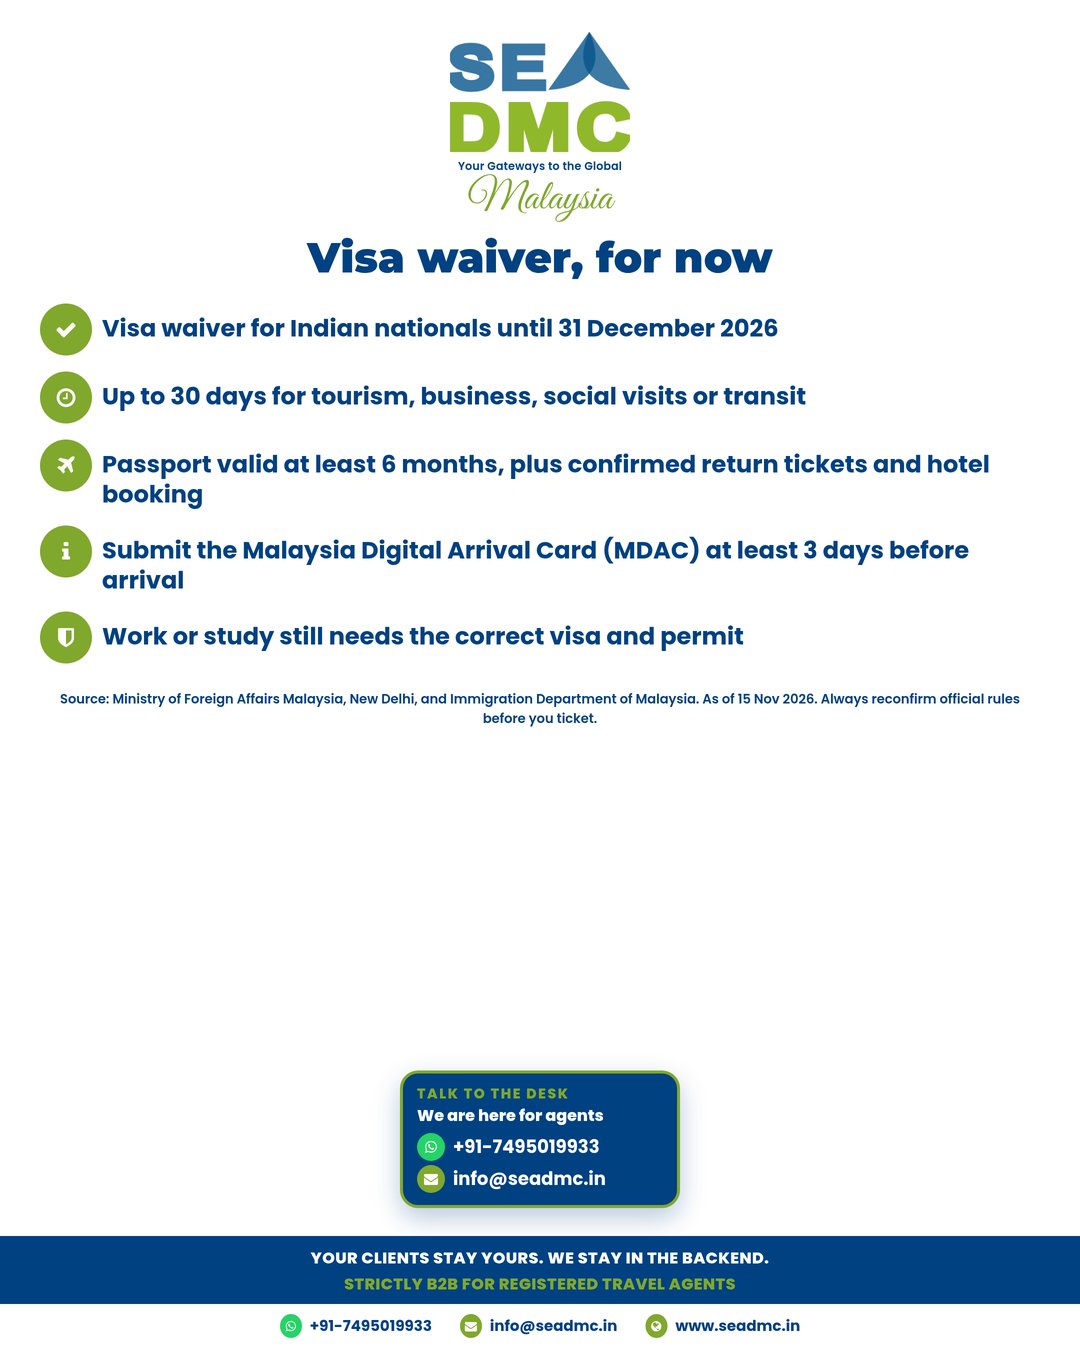 SEA
DMC
Your Gateways to the Global
Malaysia
Visa waiver, for now
Visa waiver for Indian nationals until 31 December 2026
Up to 30 days for tourism, business, social visits or transit
Passport valid at least 6 months, plus confirmed return tickets and hotel
booking
Submit the Malaysia Digital Arrival Card (MDAC) at least 3 days before
arrival
Work or study still needs the correct visa and permit
Source: Ministry of Foreign Affairs Malaysia, New Delhi, and Immigration Department of Malaysia. As of 15 Nov 2026. Always reconfirm official rules
before you ticket.
TALK TO THE DESK
We are here for agents
+91-7495019933
info@seadmc.in
YOUR CLIENTS STAY YOURS. WE STAY IN THE BACKEND.
STRICTLY B2B FOR REGISTERED TRAVEL AGENTS
+91-7495019933 info@seadmc.in www.seadmc.in